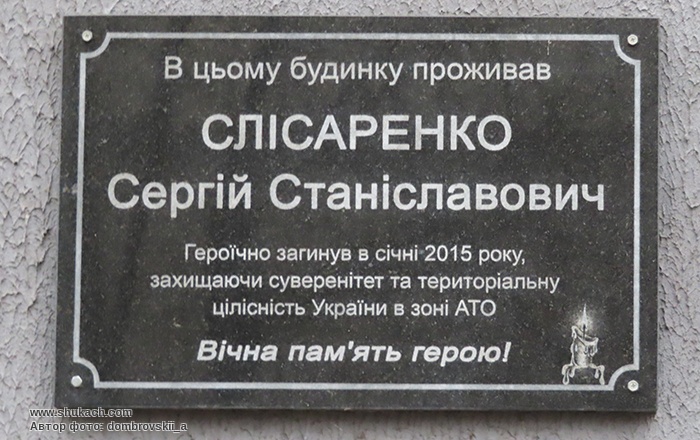 В цьому будинку проживав
СЛІСАРЕНКО
Сергій Станіславович
Героїчно загинув в січні 2015 року,
захищаючи суверенітет та територіальну
цілісність України в зоні АТО
Вічна пам'ять герою!
www.shukach.com
Автор фото: dombrovskii_a